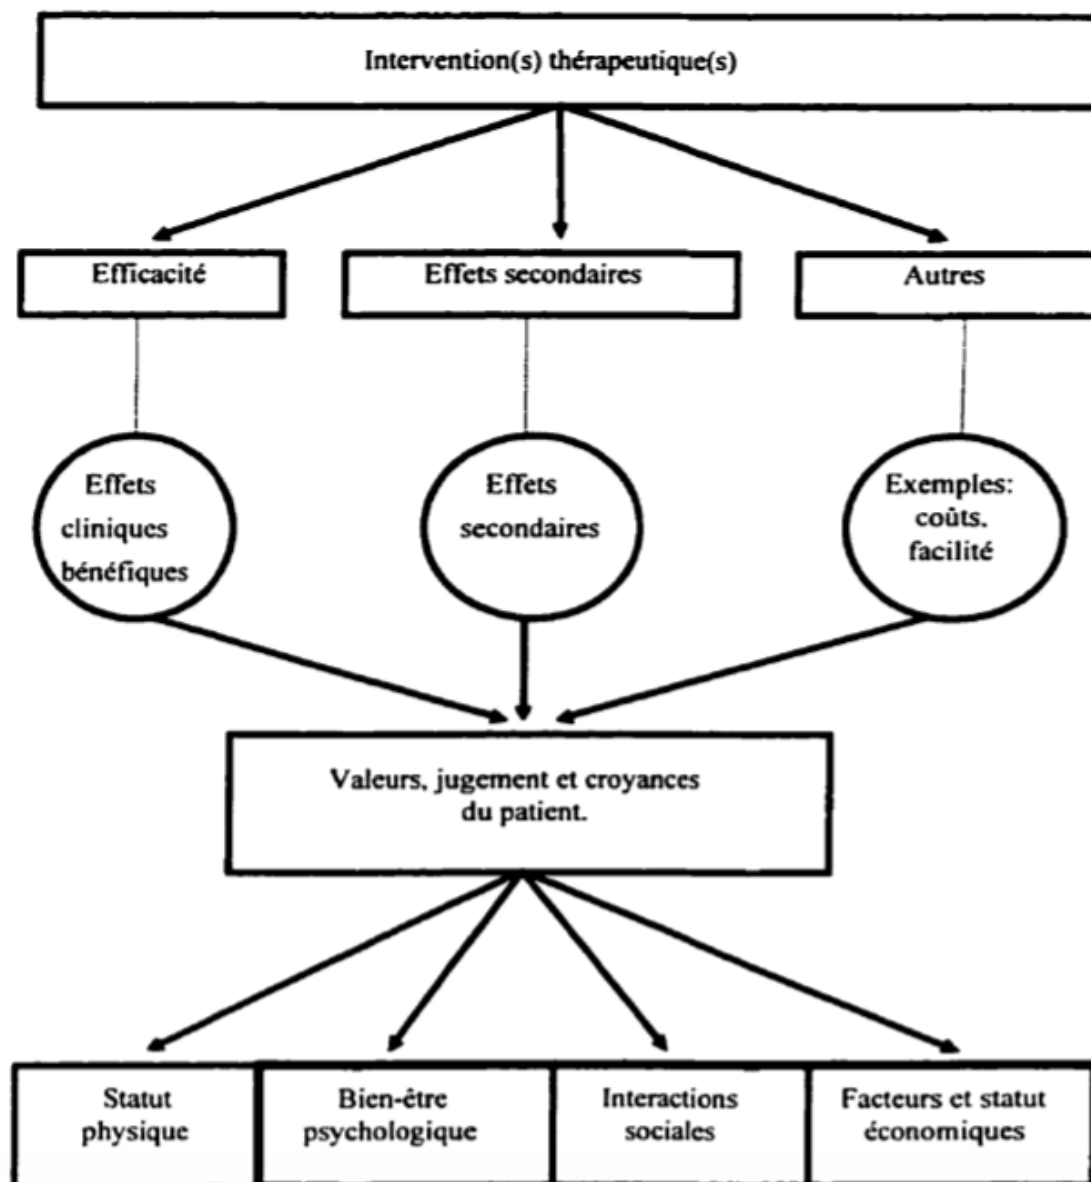 Intervention(s) thérapeutique(s)
Efficacité
Effets secondaires
Autres
Effets
cliniques
bénéfiques
Effets
secondaires
Exemples:
coûts,
facilité
Valeurs, jugement et croyances
du patient.
Statut
physique
Bien-être
psychologique
Interactions
sociales
Facteurs et statut
économiques